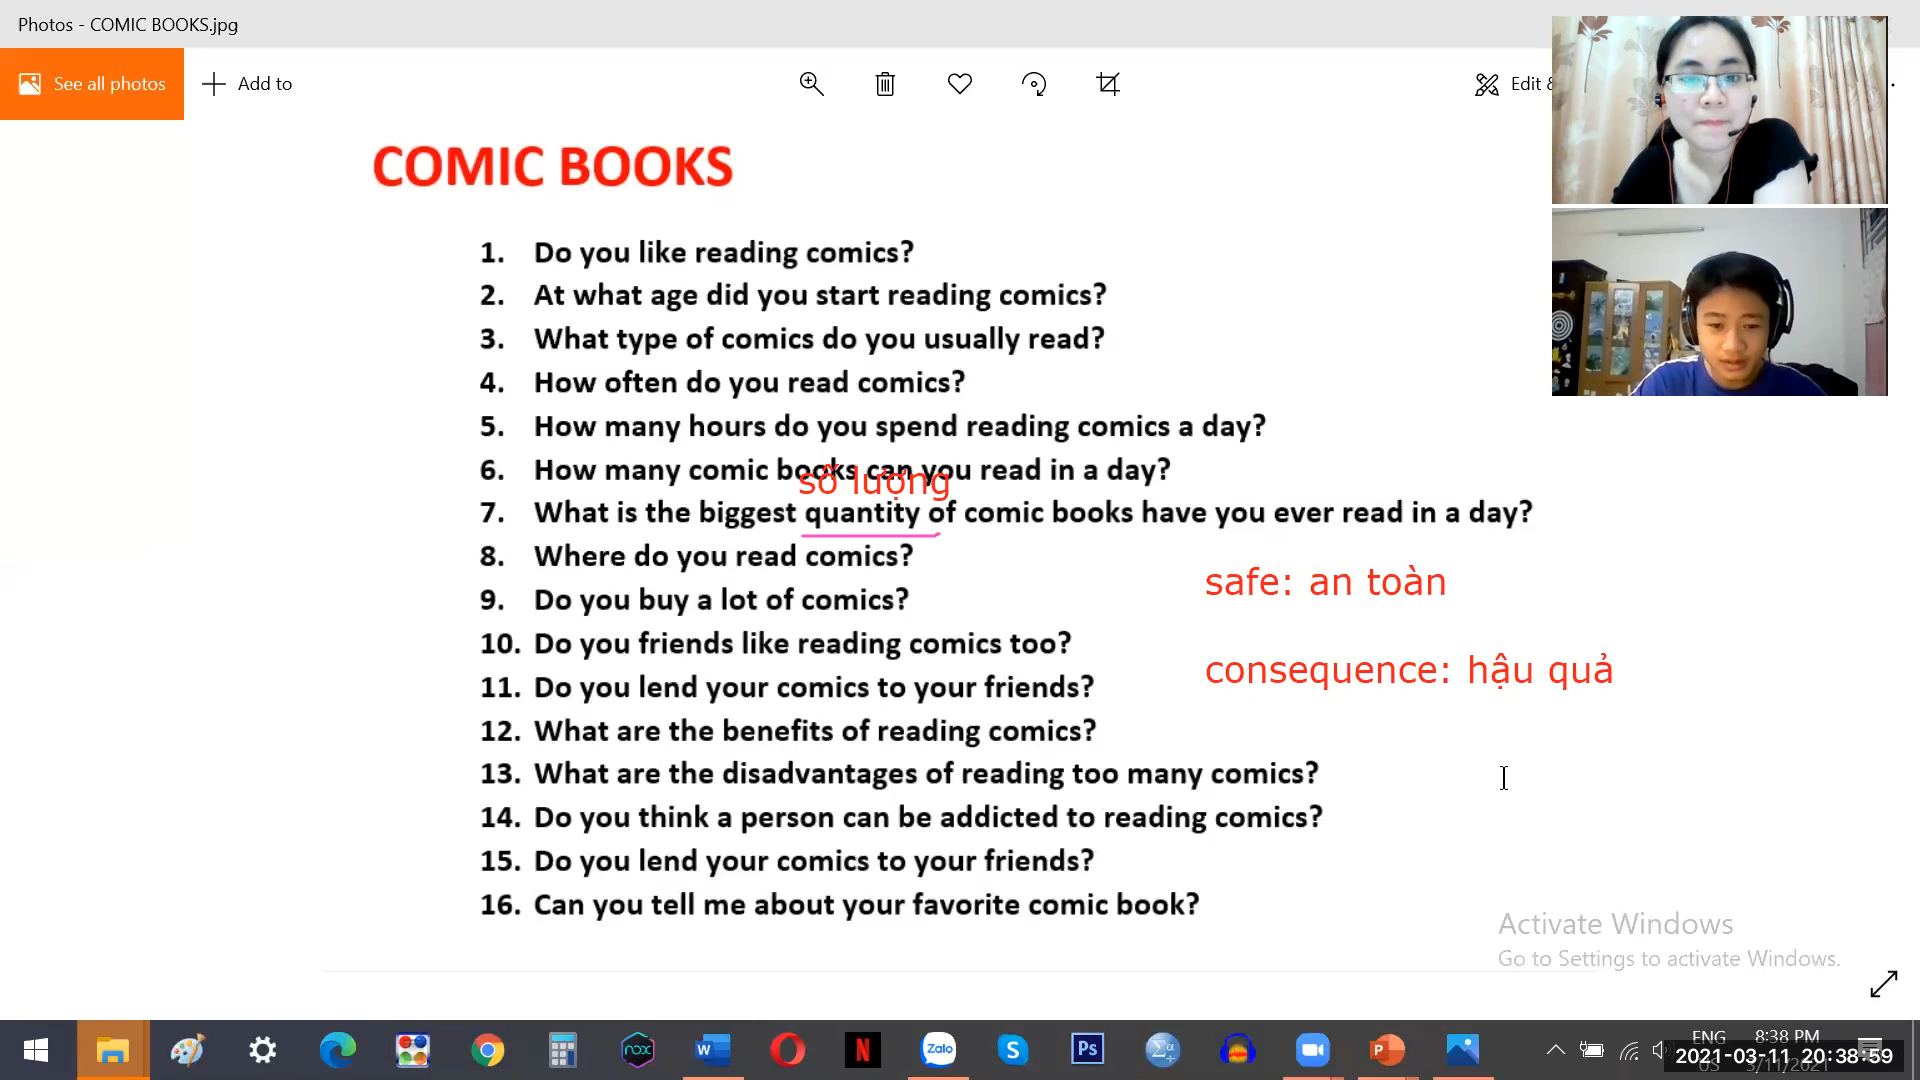 Photos - COMIC BOOKS.jpg
See all photos
Add to
Edit &
COMIC BOOKS
1. Do you like reading comics?
2. At what age did you start reading comics?
3. What type of comics do you usually read?
4. How often do you read comics?
5. How many hours do you spend reading comics a day?
6. How many comic books can you read in a day?
số lượng
7. What is the biggest quantity of comic books have you ever read in a day?
8. Where do you read comics?
safe: an toàn
9. Do you buy a lot of comics?
10. Do you friends like reading comics too?
consequence: hậu quả
11. Do you lend your comics to your friends?
12. What are the benefits of reading comics?
13. What are the disadvantages of reading too many comics?
14. Do you think a person can be addicted to reading comics?
15. Do you lend your comics to your friends?
16. Can you tell me about your favorite comic book?
Activate Windows
Go to Settings to activate Windows.
nox
W
N
Zalo
S
Ps
Σα
P
ENG
8:38 PM
2021-03-11 20:38:59